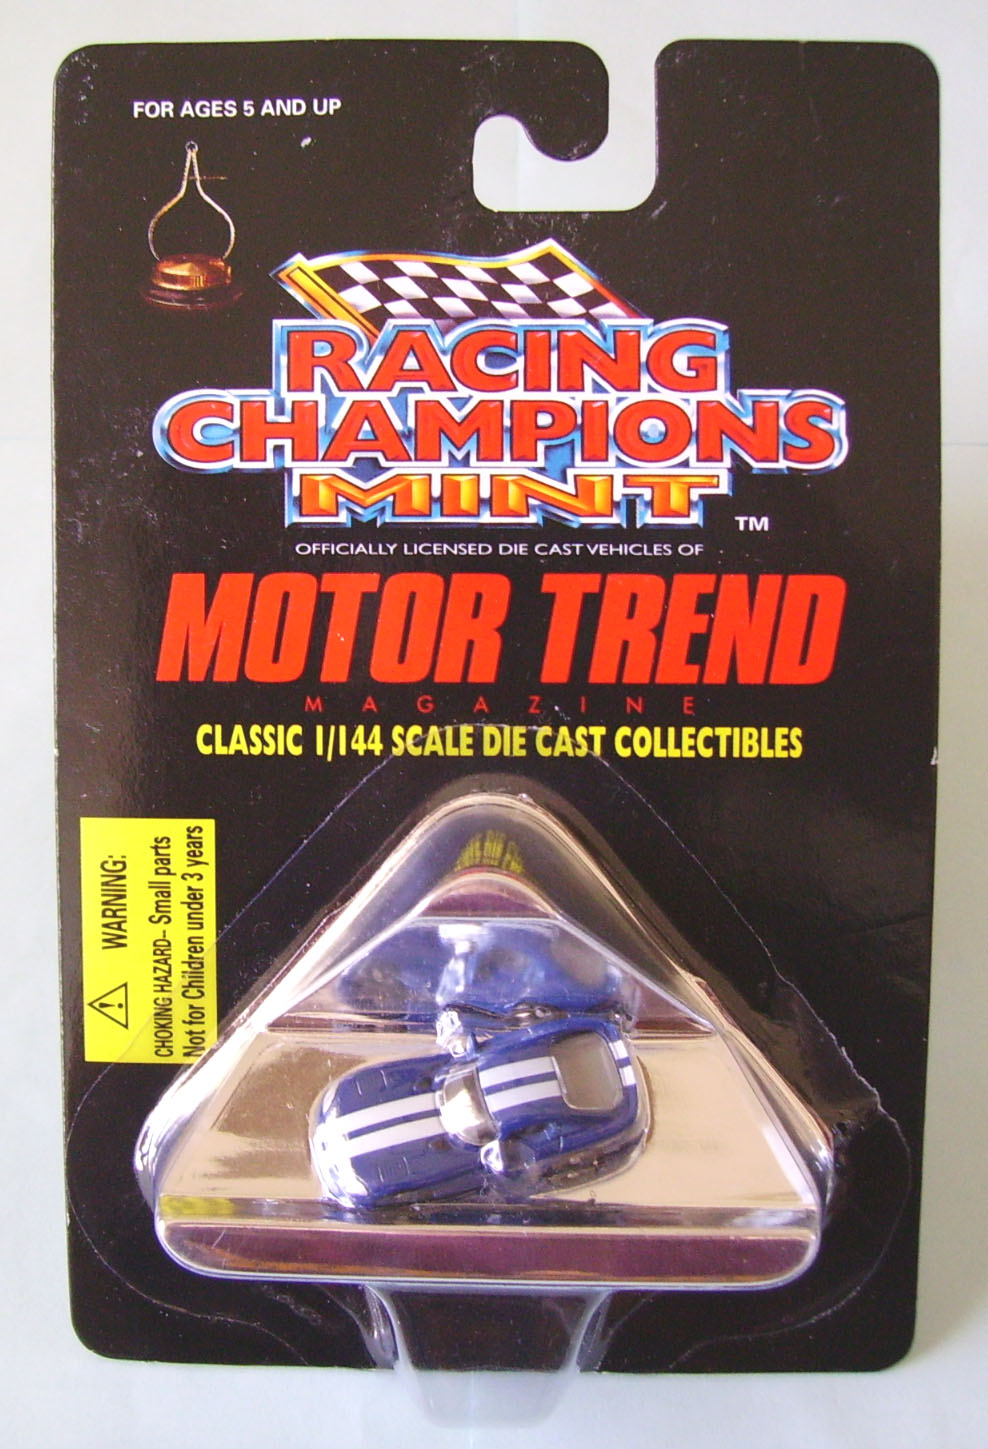 FOR AGES 5 AND UP
RACING
CHAMPIONS
MINT
TM
OFFICIALLY LICENSED DIE CAST VEHICLES OF
MOTOR TREND
MAGAZINE
CLASSIC 1/144 SCALE DIE CAST COLLECTIBLES
WARNING:
CHOKING HAZARD– Small parts
Not for Children under 3 years